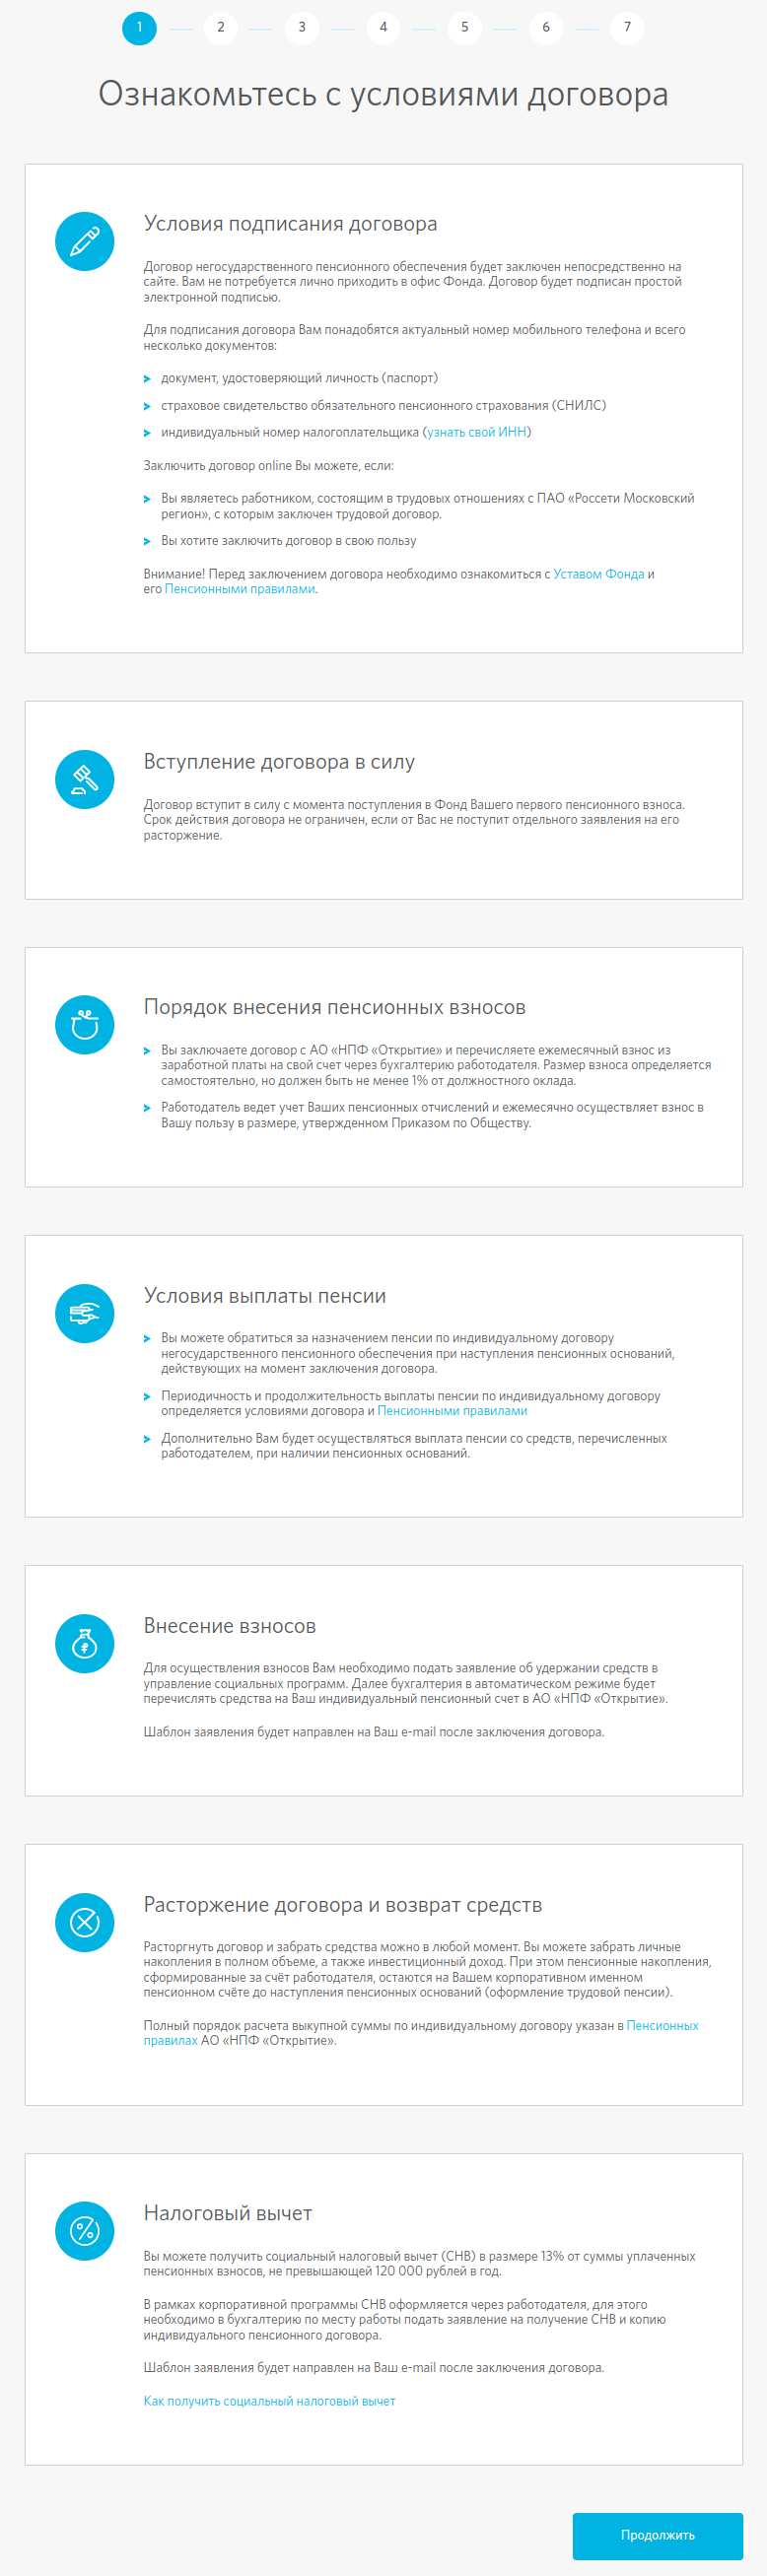 1 2 3 4 5 6 7
Ознакомьтесь с условиями договора
Условия подписания договора
Договор негосударственного пенсионного обеспечения будет заключен непосредственно на
сайте. Вам не потребуется лично приходить в офис Фонда. Договор будет подписан простой
электронной подписью.
Для подписания договора Вам понадобятся актуальный номер мобильного телефона и всего
несколько документов:
документ, удостоверяющий личность (паспорт)
страховое свидетельство обязательного пенсионного страхования (СНИЛС)
индивидуальный номер налогоплательщика (узнать свой ИНН)
Заключить договор online Вы можете, если:
Вы являетесь работником, состоящим в трудовых отношениях с ПАО «Россети Московский
регион», с которым заключен трудовой договор.
Вы хотите заключить договор в свою пользу
Внимание! Перед заключением договора необходимо ознакомиться с Уставом Фонда и
его Пенсионными правилами.
Вступление договора в силу
Договор вступит в силу с момента поступления в Фонд Вашего первого пенсионного взноса.
Срок действия договора не ограничен, если от Вас не поступит отдельного заявления на его
расторжение.
Порядок внесения пенсионных взносов
Вы заключаете договор с АО «НПФ «Открытие» и перечисляете ежемесячный взнос из
заработной платы на свой счет через бухгалтерию работодателя. Размер взноса определяется
самостоятельно, но должен быть не менее 1% от должностного оклада.
Работодатель ведет учет Ваших пенсионных отчислений и ежемесячно осуществляет взнос в
Вашу пользу в размере, утвержденном Приказом по Обществу.
Условия выплаты пенсии
Вы можете обратиться за назначением пенсии по индивидуальному договору
негосударственного пенсионного обеспечения при наступления пенсионных оснований,
действующих на момент заключения договора.
Периодичность и продолжительность выплаты пенсии по индивидуальному договору
определяется условиями договора и Пенсионными правилами
Дополнительно Вам будет осуществляться выплата пенсии со средств, перечисленных
работодателем, при наличии пенсионных оснований.
Внесение взносов
Для осуществления взносов Вам необходимо подать заявление об удержании средств в
управление социальных программ. Далее бухгалтерия в автоматическом режиме будет
перечислять средства на Ваш индивидуальный пенсионный счет в АО «НПФ «Открытие».
Шаблон заявления будет направлен на Ваш e-mail после заключения договора.
Расторжение договора и возврат средств
Расторгнуть договор и забрать средства можно в любой момент. Вы можете забрать личные
накопления в полном объеме, а также инвестиционный доход. При этом пенсионные накопления,
сформированные за счёт работодателя, остаются на Вашем корпоративном именном
пенсионном счёте до наступления пенсионных оснований (оформление трудовой пенсии).
Полный порядок расчета выкупной суммы по индивидуальному договору указан в Пенсионных
правилах АО «НПФ «Открытие».
Налоговый вычет
Вы можете получить социальный налоговый вычет (СНВ) в размере 13% от суммы уплаченных
пенсионных взносов, не превышающей 120 000 рублей в год.
В рамках корпоративной программы СНВ оформляется через работодателя, для этого
необходимо в бухгалтерию по месту работы подать заявление на получение СНВ и копию
индивидуального пенсионного договора.
Шаблон заявления будет направлен на Ваш e-mail после заключения договора.
Как получить социальный налоговый вычет
Продолжить